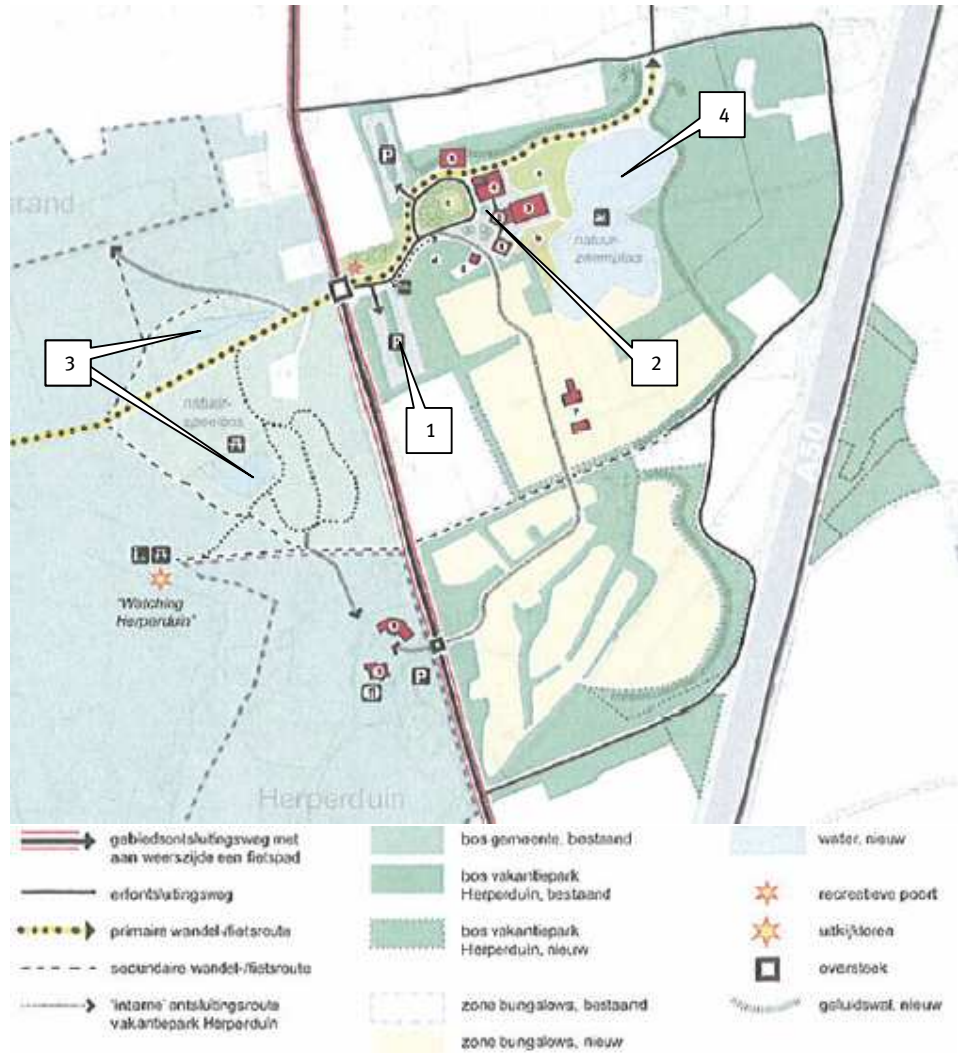 4
strand
P
natuur-
zwemplas
3
2
P
1
natuur-
speelbos
A50
"Watching
Herperduin"
P
Herperduin
gebiedsontsluitingsweg met
aan weerszijde een fietspad
erfontsluitingsweg
primaire wandel-/fietsroute
secundaire wandel-/fietsroute
'interne' ontsluitingsroute
vakantiepark Herperduin
bos gemeente, bestaand
bos vakantiepark
Herperduin, bestaand
bos vakantiepark
Herperduin, nieuw
zone bungalows, bestaand
zone bungalows, nieuw
water, nieuw
recreatieve poort
uitkijktoren
oversteek
geluidswal, nieuw